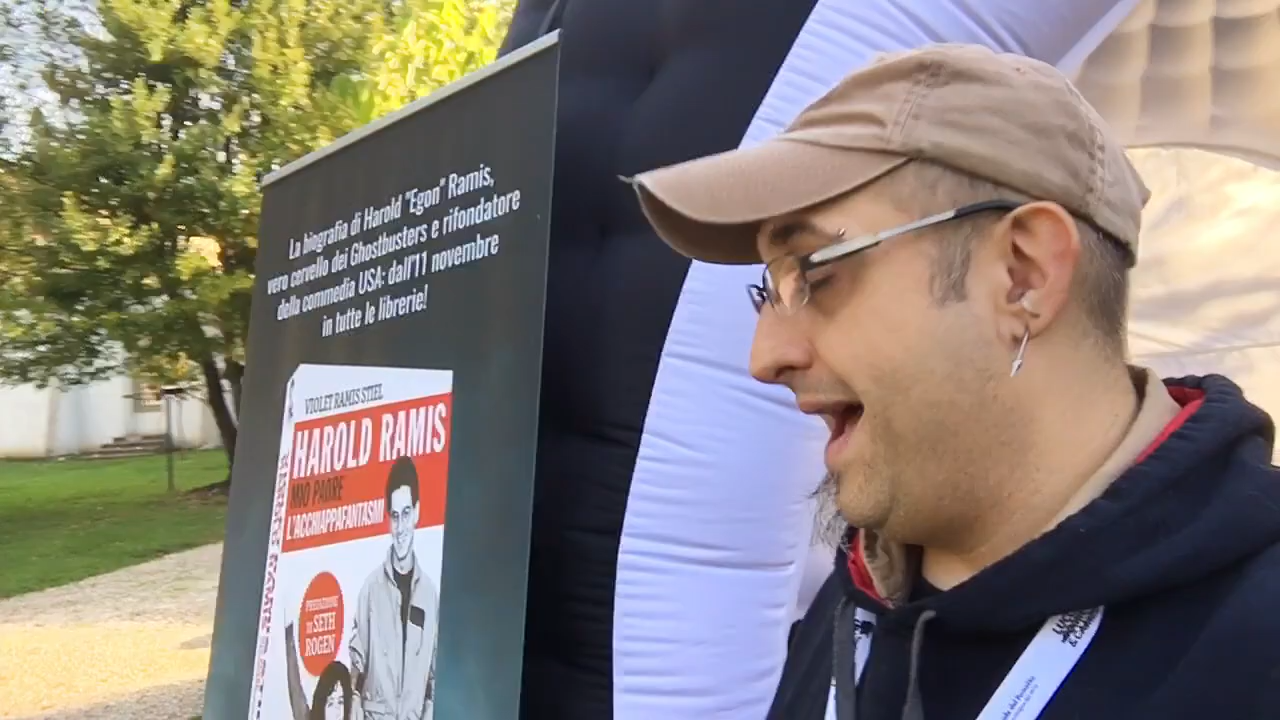 La biografia di Harold "Egon" Ramis,
vero cervello dei Ghostbusters e rifondatore
della commedia USA: dall'11 novembre
in tutte le librerie!
VIOLET RAMIS STIEL
HAROLD RAMIS
MIO PADRE
L'ACCHIAPPAFANTASMI
PREFAZIONE
DI SETH
ROGEN